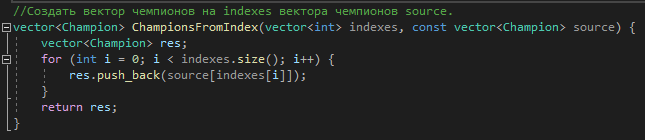 //Создать вектор чемпионов на indexes вектора чемпионов source.
vector<Champion> ChampionsFromIndex(vector<int> indexes, const vector<Champion> source) {
    vector<Champion> res;
    for (int i = 0; i < indexes.size(); i++) {
        res.push_back(source[indexes[i]]);
    }
    return res;
}